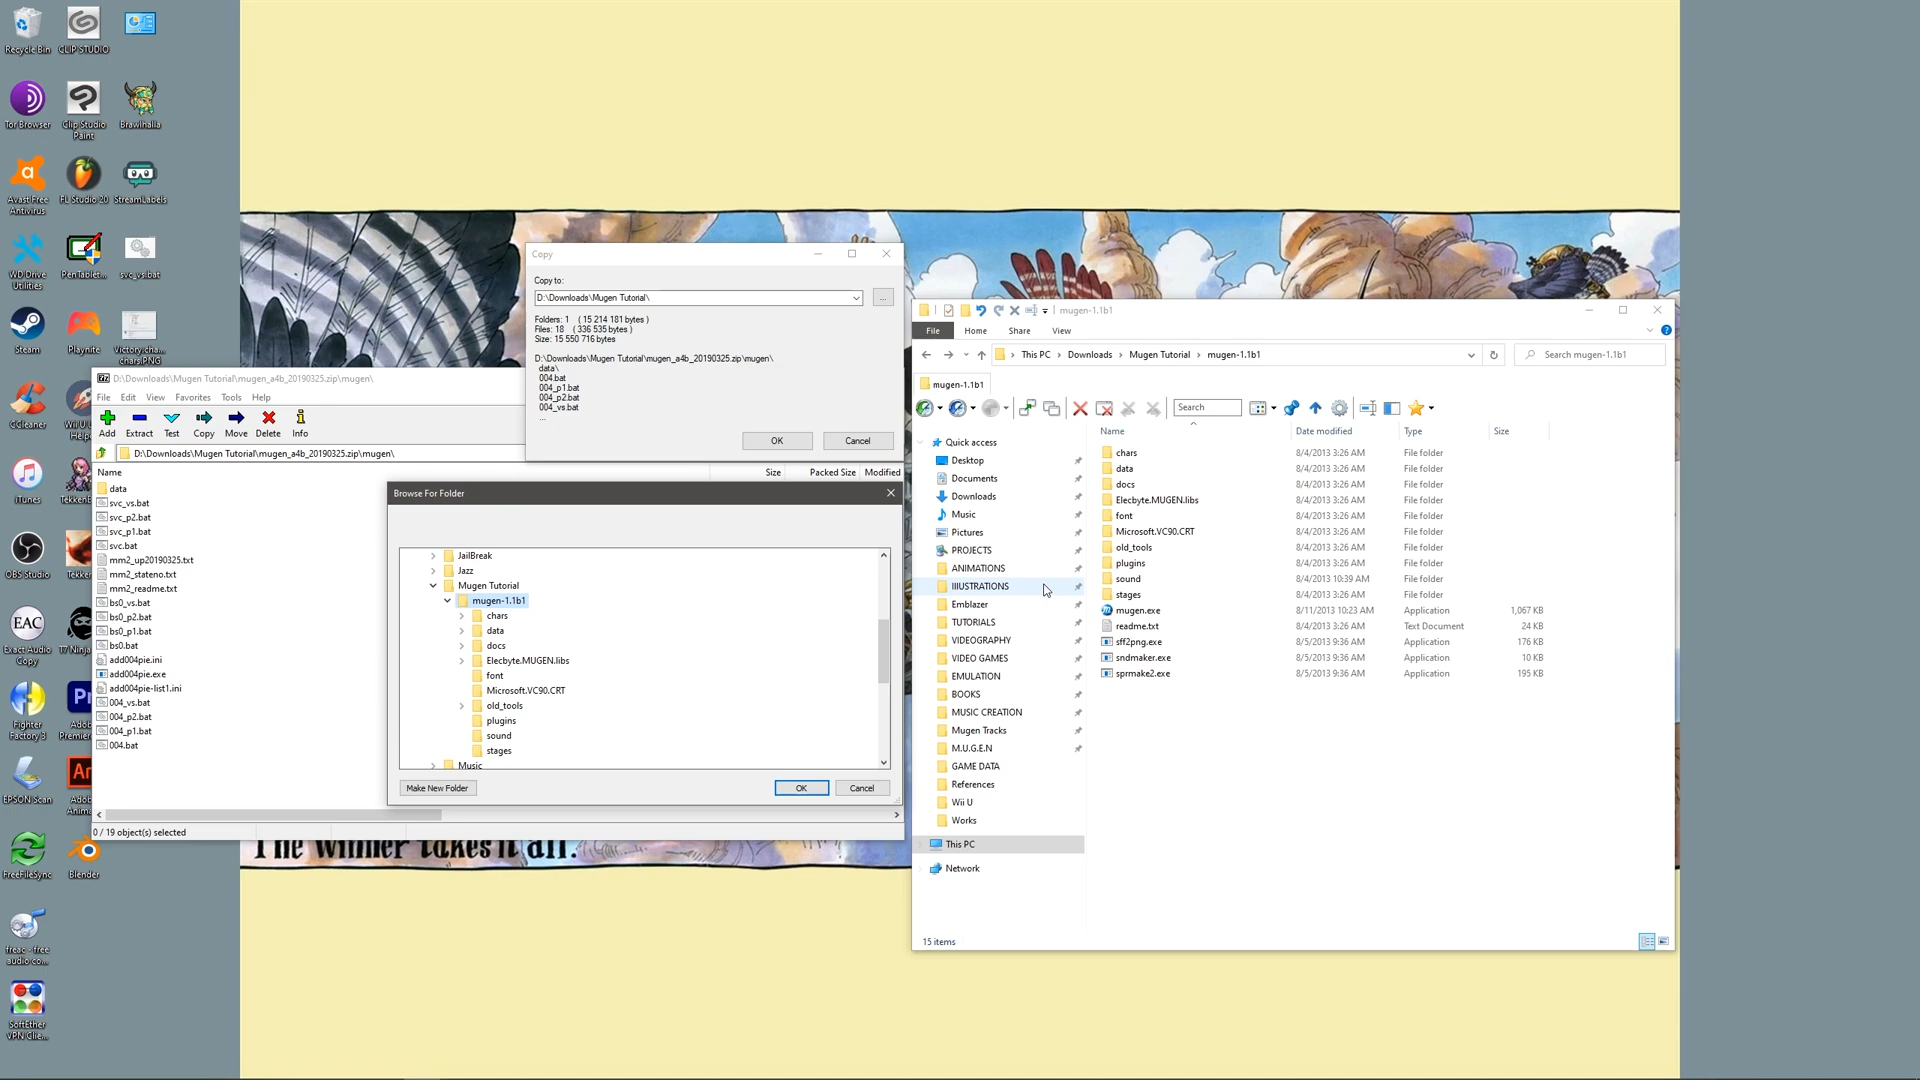 Recycle Bin
CLIP STUDIO
Tor Browser
Clip Studio
Paint
Brawlhalla
Avast Free
Antivirus
FL Studio 20
StreamLabels
WD Drive
Utilities
PenTablet...
svc_vs.bat
Steam
Playnite
Victory.cha...
chars.PNG
CCleaner
iTunes
OBS Studio
Exact Audio
Copy
Fighter
Factory 3
EPSON Scan
FreeFileSync
Blender
freac - free
audio co...
SoftEther
VPN Clie...
D:\Downloads\Mugen Tutorial\mugen_a4b_20190325.zip\mugen\
File Edit View Favorites Tools Help
Add Extract Test Copy Move Delete Info
D:\Downloads\Mugen Tutorial\mugen_a4b_20190325.zip\mugen\
Name Size Packed Size Modified
data
svc_vs.bat
svc_p2.bat
svc_p1.bat
svc.bat
mm2_up20190325.txt
mm2_stateno.txt
mm2_readme.txt
bs0_vs.bat
bs0_p2.bat
bs0_p1.bat
bs0.bat
add004pie.ini
add004pie.exe
add004pie-list1.ini
004_vs.bat
004_p2.bat
004_p1.bat
004.bat
0 / 19 object(s) selected
Copy
Copy to:
D:\Downloads\Mugen Tutorial\
...
Folders: 1 ( 15 214 181 bytes )
Files: 18 ( 336 535 bytes )
Size: 15 550 716 bytes
D:\Downloads\Mugen Tutorial\mugen_a4b_20190325.zip\mugen\
data\
004.bat
004_p1.bat
004_p2.bat
004_vs.bat
...
OK Cancel
Browse For Folder
JailBreak
Jazz
Mugen Tutorial
mugen-1.1b1
chars
data
docs
Elecbyte.MUGEN.libs
font
Microsoft.VC90.CRT
old_tools
plugins
sound
stages
Music
Make New Folder OK Cancel
The winner takes it all.
mugen-1.1b1
File Home Share View
This PC > Downloads > Mugen Tutorial > mugen-1.1b1
Search mugen-1.1b1
mugen-1.1b1
Search
Quick access
Desktop
Documents
Downloads
Music
Pictures
PROJECTS
ANIMATIONS
IllUSTRATIONS
Emblazer
TUTORIALS
VIDEOGRAPHY
VIDEO GAMES
EMULATION
BOOKS
MUSIC CREATION
Mugen Tracks
M.U.G.E.N
GAME DATA
References
Wii U
Works
This PC
Network
Name Date modified Type Size
chars 8/4/2013 3:26 AM File folder
data 8/4/2013 3:26 AM File folder
docs 8/4/2013 3:26 AM File folder
Elecbyte.MUGEN.libs 8/4/2013 3:26 AM File folder
font 8/4/2013 3:26 AM File folder
Microsoft.VC90.CRT 8/4/2013 3:26 AM File folder
old_tools 8/4/2013 3:26 AM File folder
plugins 8/4/2013 3:26 AM File folder
sound 8/4/2013 10:39 AM File folder
stages 8/4/2013 3:26 AM File folder
mugen.exe 8/11/2013 10:23 AM Application 1,067 KB
readme.txt 8/4/2013 3:26 AM Text Document 24 KB
sff2png.exe 8/5/2013 9:36 AM Application 176 KB
sndmaker.exe 8/5/2013 9:36 AM Application 10 KB
sprmake2.exe 8/5/2013 9:36 AM Application 195 KB
15 items